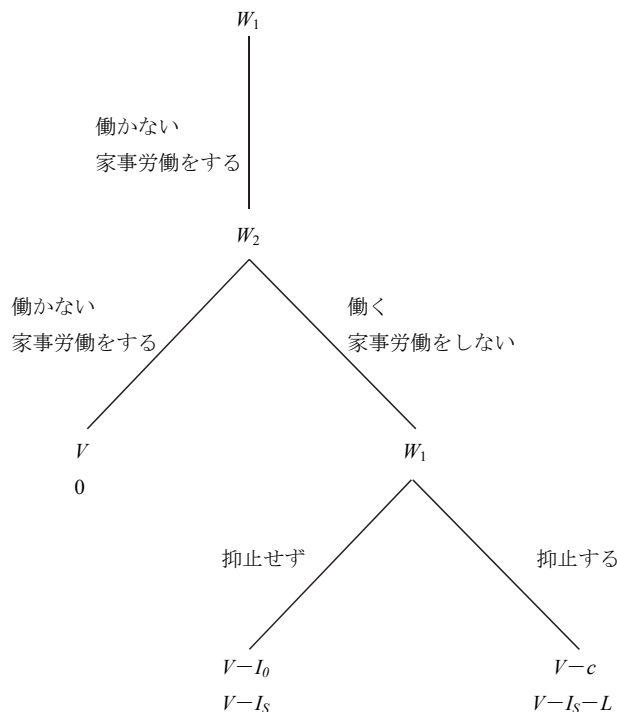 W₁
働かない
家事労働をする
W₂
働かない
家事労働をする
働く
家事労働をしない
V
0
W₁
抑止せず
抑止する
V－I₀
V－Iₛ
V－c
V－Iₛ－L